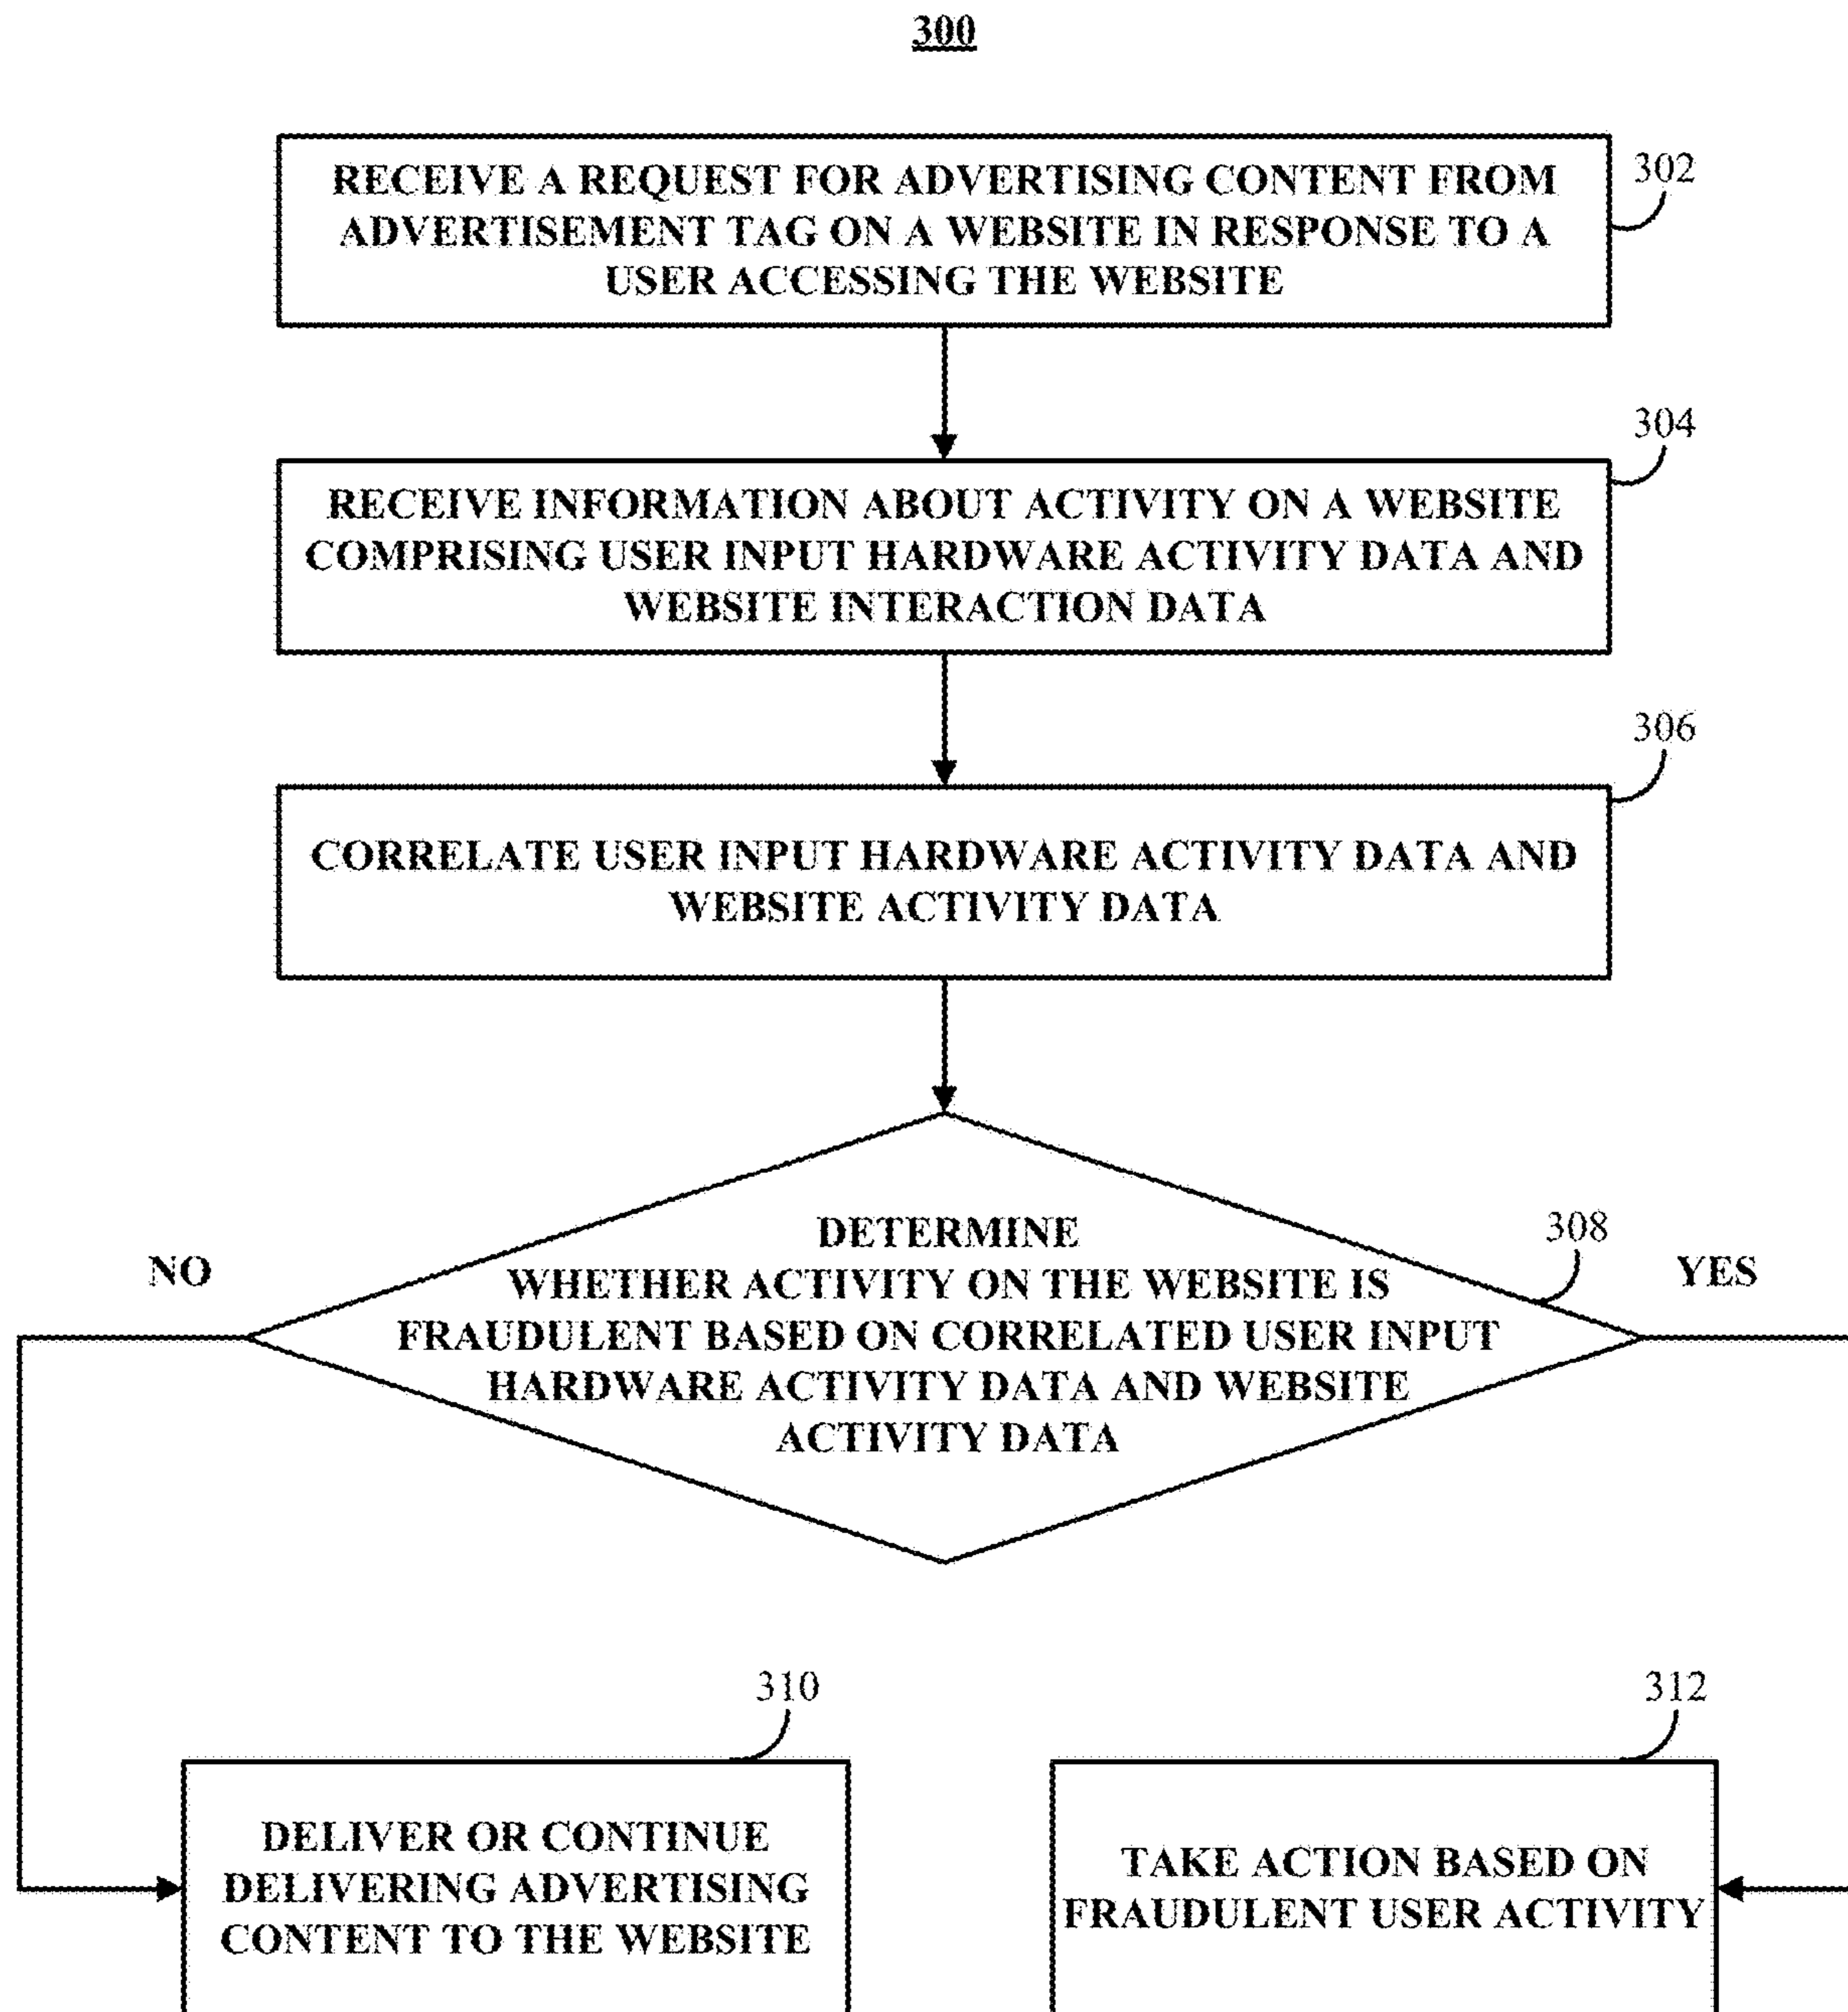 300
RECEIVE A REQUEST FOR ADVERTISING CONTENT FROM
ADVERTISEMENT TAG ON A WEBSITE IN RESPONSE TO A
USER ACCESSING THE WEBSITE
302
304
RECEIVE INFORMATION ABOUT ACTIVITY ON A WEBSITE
COMPRISING USER INPUT HARDWARE ACTIVITY DATA AND
WEBSITE INTERACTION DATA
306
CORRELATE USER INPUT HARDWARE ACTIVITY DATA AND
WEBSITE ACTIVITY DATA
308
NO
YES
DETERMINE
WHETHER ACTIVITY ON THE WEBSITE IS
FRAUDULENT BASED ON CORRELATED USER INPUT
HARDWARE ACTIVITY DATA AND WEBSITE
ACTIVITY DATA
310
DELIVER OR CONTINUE
DELIVERING ADVERTISING
CONTENT TO THE WEBSITE
312
TAKE ACTION BASED ON
FRAUDULENT USER ACTIVITY